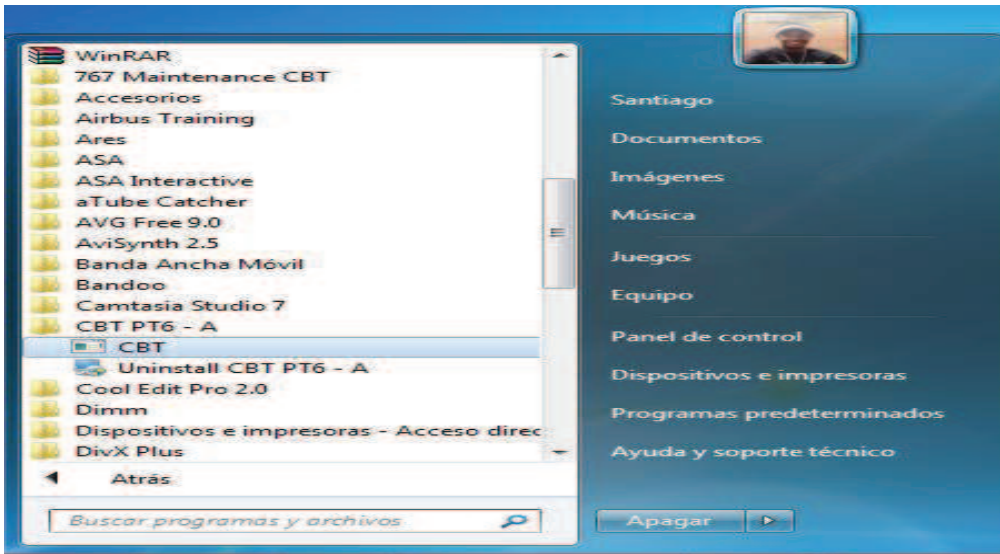 WinRAR
767 Maintenance CBT
Accesorios
Airbus Training
Ares
ASA
ASA Interactive
aTube Catcher
AVG Free 9.0
AviSynth 2.5
Banda Ancha Móvil
Bandoo
Camtasia Studio 7
CBT PT6 - A
CBT
Uninstall CBT PT6 - A
Cool Edit Pro 2.0
Dimm
Dispositivos e impresoras - Acceso direc
DivX Plus
Atrás
Buscar programas y archivos
Santiago
Documentos
Imágenes
Música
Juegos
Equipo
Panel de control
Dispositivos e impresoras
Programas predeterminados
Ayuda y soporte técnico
Apagar